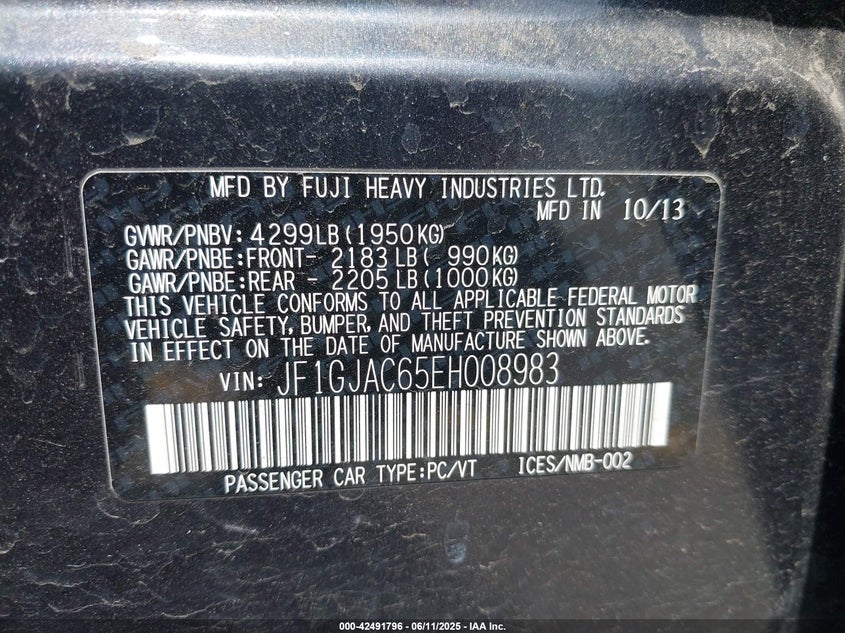 MFD BY FUJI HEAVY INDUSTRIES LTD.
MFD IN 10/13
GVWR/PNBV: 4299LB(1950KG)
GAWR/PNBE:FRONT- 2183 LB( 990KG)
GAWR/PNBE:REAR - 2205 LB(1000KG)
THIS VEHICLE CONFORMS TO ALL APPLICABLE FEDERAL MOTOR
VEHICLE SAFETY, BUMPER, AND THEFT PREVENTION STANDARDS
IN EFFECT ON THE DATE OF MANUFACTURE SHOWN ABOVE.
VIN: JF1GJAC65EH008983
PASSENGER CAR TYPE:PC/VT ICES/NMB-002
000-42491796 - 06/11/2025 - IAA Inc.